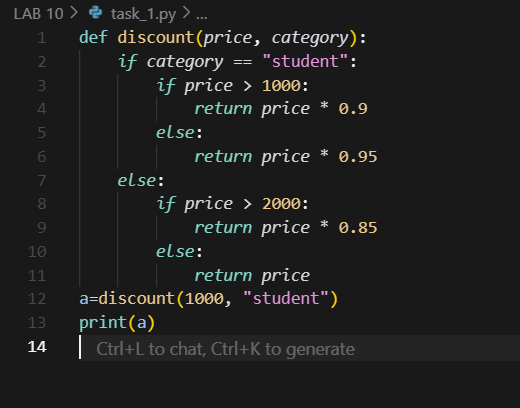 LAB 10 > task_1.py > ...
1 def discount(price, category):
2     if category == "student":
3         if price > 1000:
4             return price * 0.9
5         else:
6             return price * 0.95
7     else:
8         if price > 2000:
9             return price * 0.85
10         else:
11             return price
12 a=discount(1000, "student")
13 print(a)
14 Ctrl+L to chat, Ctrl+K to generate